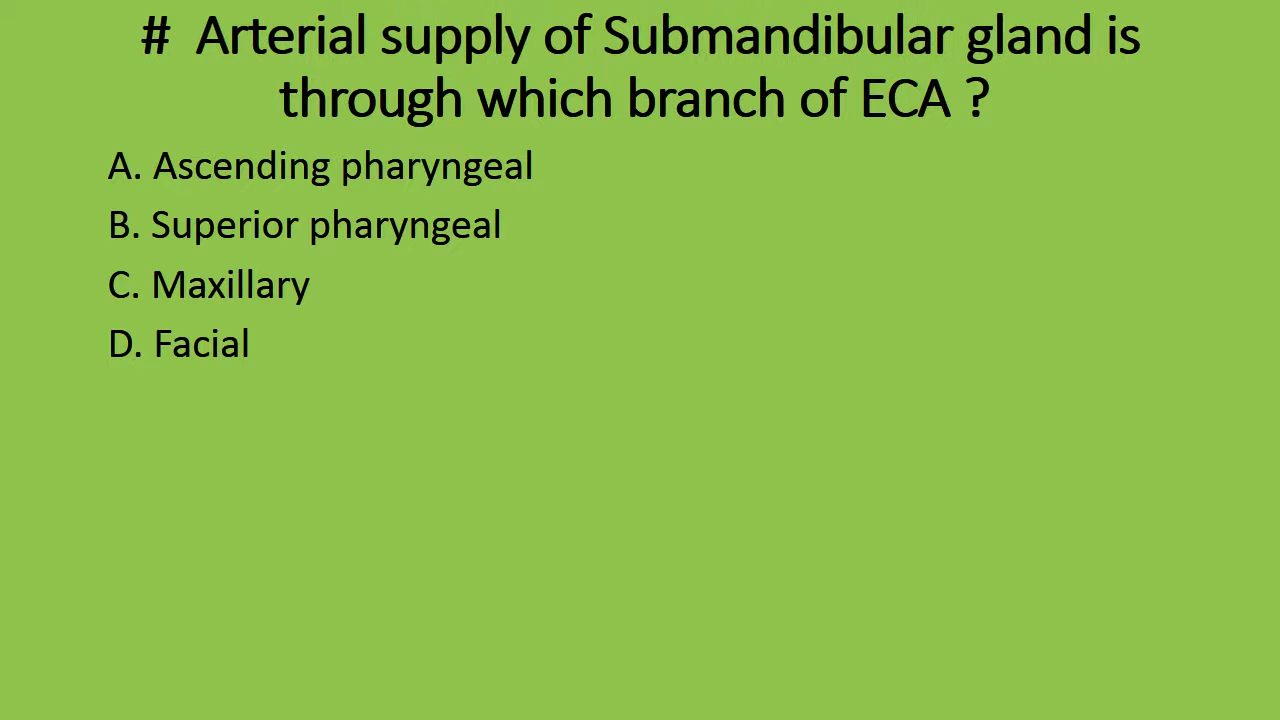 # Arterial supply of Submandibular gland is
through which branch of ECA ?
A. Ascending pharyngeal
B. Superior pharyngeal
C. Maxillary
D. Facial